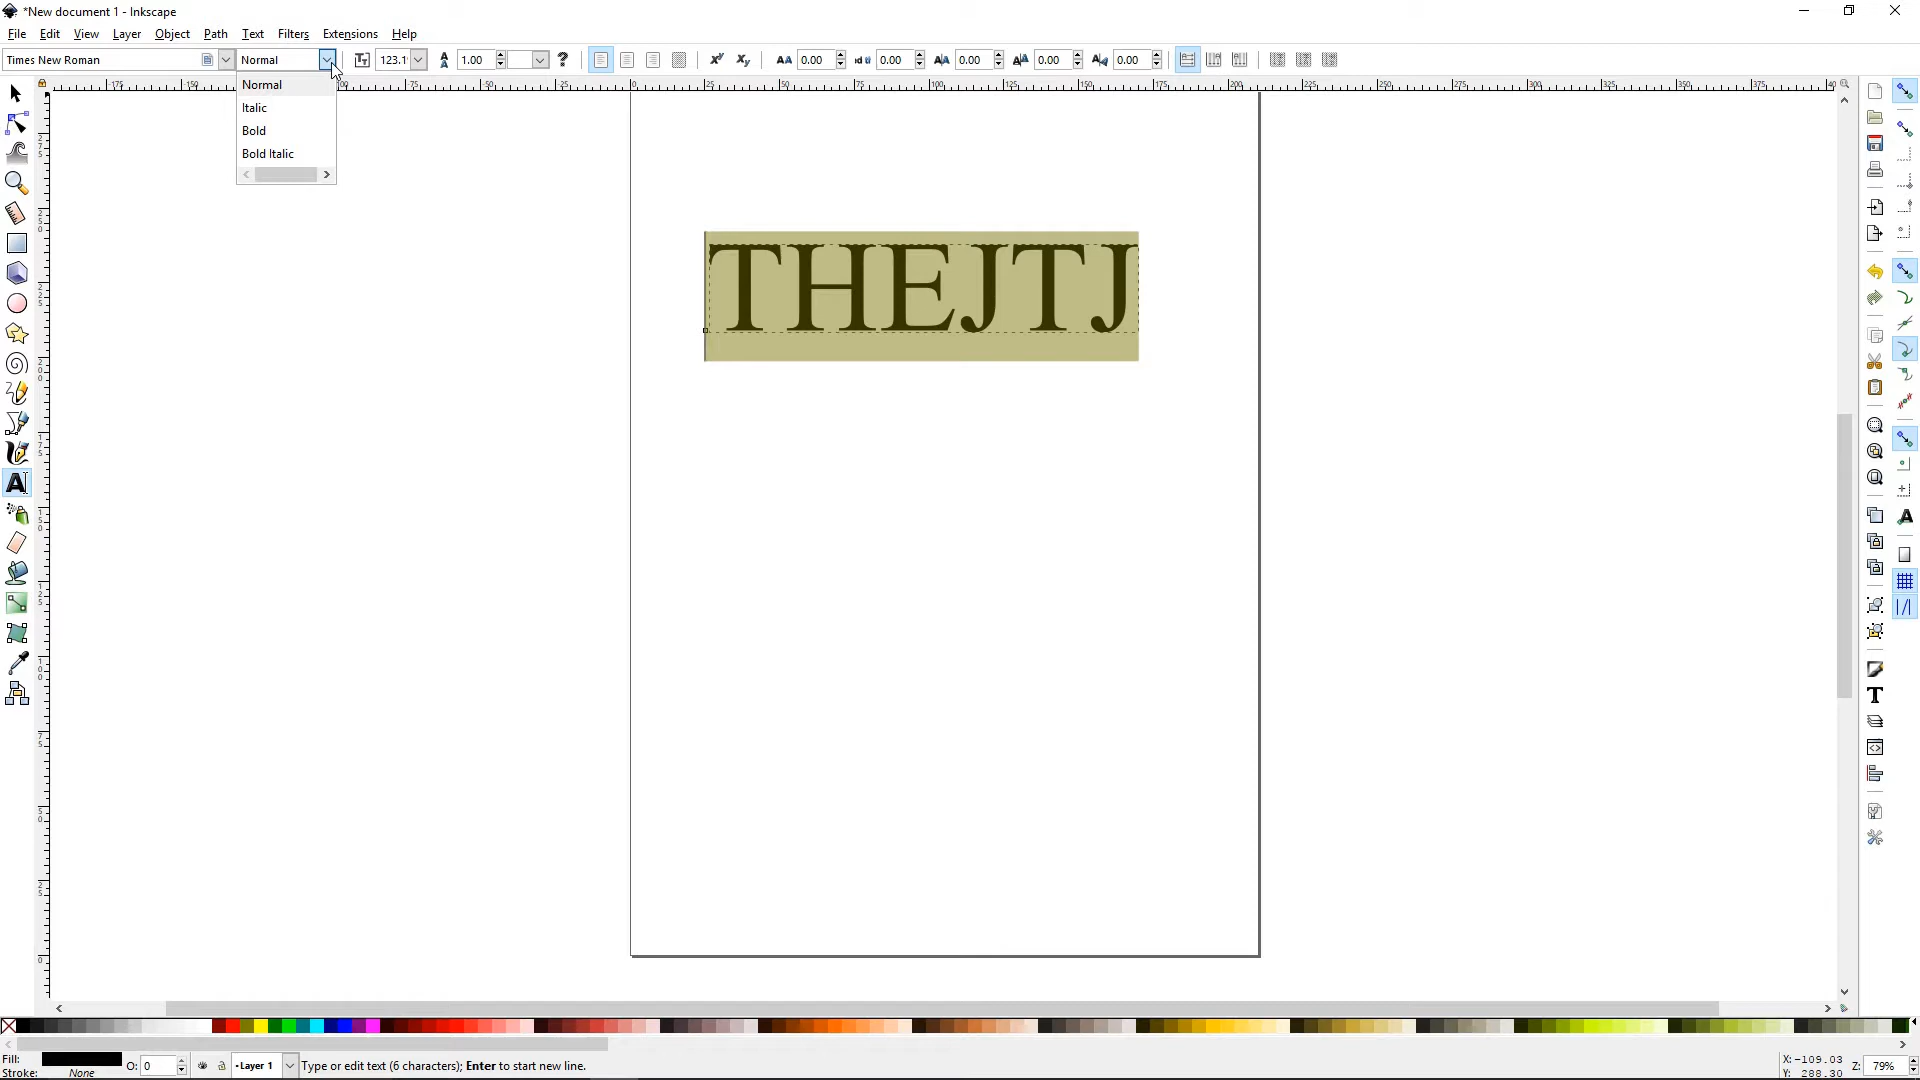 *New document 1 - Inkscape
File Edit View Layer Object Path Text Filters Extensions Help
Times New Roman Normal 123.1 1.00 0.00 0.00 0.00 0.00 0.00
Normal
Italic
Bold
Bold Italic
THEJTJ
Fill:
Stroke: None O: 0 •Layer 1 Type or edit text (6 characters); Enter to start new line.
X: -109.03
Y: 288.30
Z: 79%